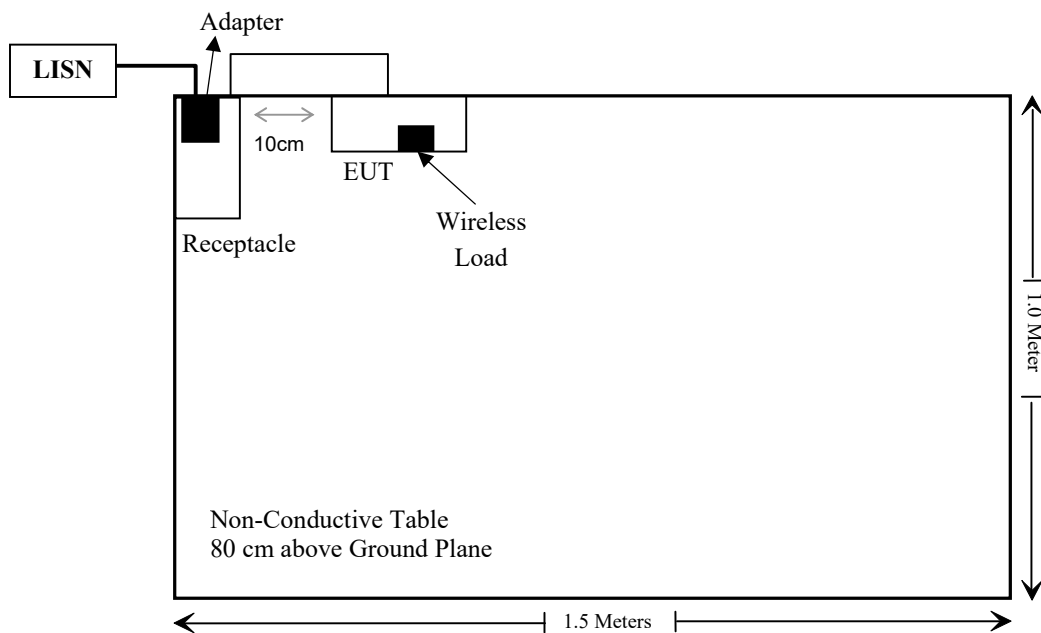 Adapter
LISN
10cm
EUT
Wireless
Load
Receptacle
1.0 Meter
Non-Conductive Table
80 cm above Ground Plane
1.5 Meters